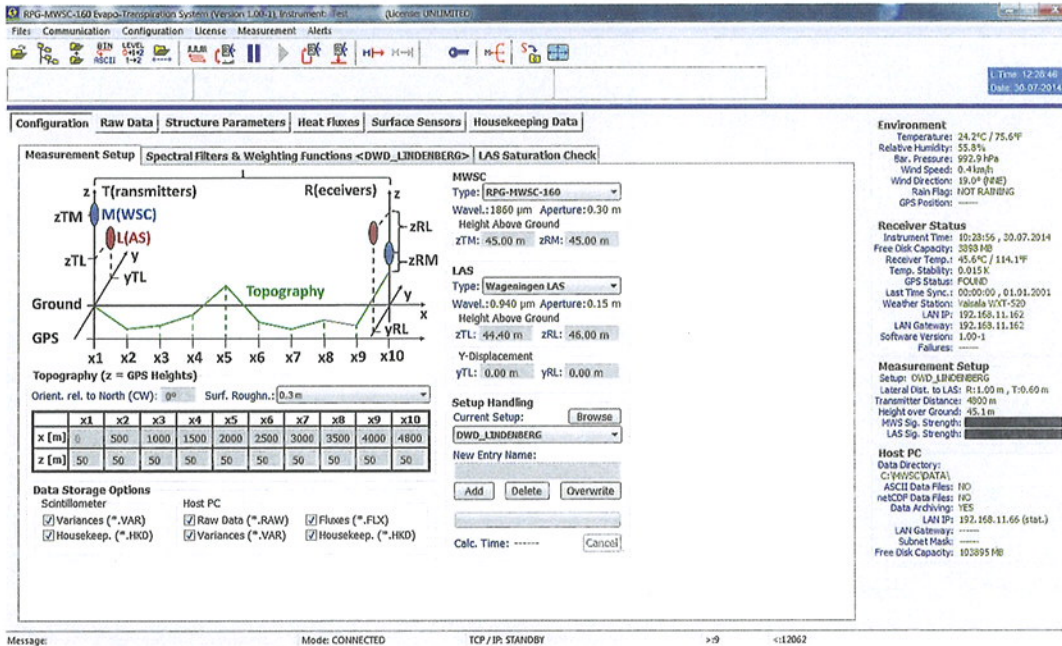 RPG-MWSC-160 Evapo-Transpiration System (Version 1.00-1), Instrument: Test (License: UNLIMITED)
Files Communication Configuration License Measurement Alerts
BIN ASCII
LEVEL 0→1→2 1→2
L.Time: 12:28:46
Date: 30-07-2014
Configuration Raw Data Structure Parameters Heat Fluxes Surface Sensors Housekeeping Data
Measurement Setup Spectral Filters & Weighting Functions <DWD_LINDENBERG> LAS Saturation Check
z T(ransmitters) R(eceivers) z
zTM M(WSC)
L(AS) zRL
zTL y zRM
yTL
Topography y
Ground x
GPS yRL
x1 x2 x3 x4 x5 x6 x7 x8 x9 x10
Topography (z = GPS Heights)
Orient. rel. to North (CW): 0° Surf. Roughn.: 0.3 m
x1 x2 x3 x4 x5 x6 x7 x8 x9 x10
x [m] 0 500 1000 1500 2000 2500 3000 3500 4000 4800
z [m] 50 50 50 50 50 50 50 50 50 50
Data Storage Options
Scintillometer Host PC
Variances (*.VAR) Raw Data (*.RAW) Fluxes (*.FLX)
Housekeep. (*.HKD) Variances (*.VAR) Housekeep. (*.HKD)
MWSC
Type: RPG-MWSC-160
Wavel.: 1860 µm Aperture: 0.30 m
Height Above Ground
zTM: 45.00 m zRM: 45.00 m
LAS
Type: Wageningen LAS
Wavel.: 0.940 µm Aperture: 0.15 m
Height Above Ground
zTL: 44.40 m zRL: 46.00 m
Y-Displacement
yTL: 0.00 m yRL: 0.00 m
Setup Handling
Current Setup: Browse
DWD_LINDENBERG
New Entry Name:
Add Delete Overwrite
Calc. Time: ------ Cancel
Environment
Temperature: 24.2°C / 75.6°F
Relative Humidity: 55.8%
Bar. Pressure: 992.9 hPa
Wind Speed: 0.4 km/h
Wind Direction: 19.0° (NNE)
Rain Flag: NOT RAINING
GPS Position: -----
Receiver Status
Instrument Time: 10:28:56 , 30.07.2014
Free Disk Capacity: 3893 MB
Receiver Temp.: 45.6°C / 114.1°F
Temp. Stability: 0.015 K
GPS Status: FOUND
Last Time Sync.: 00:00:00 , 01.01.2001
Weather Station: Vaisala WXT-520
LAN IP: 192.168.11.162
LAN Gateway: 192.168.11.162
Software Version: 1.00-1
Failures: -----
Measurement Setup
Setup: DWD_LINDENBERG
Lateral Dist. to LAS: R:1.00 m , T:0.60 m
Transmitter Distance: 4800 m
Height over Ground: 45.1 m
MWS Sig. Strength:
LAS Sig. Strength:
Host PC
Data Directory:
C:\MWSC\DATA\
ASCII Data Files: NO
netCDF Data Files: NO
Data Archiving: YES
LAN IP: 192.168.11.66 (stat.)
LAN Gateway: -----
Subnet Mask: -----
Free Disk Capacity: 103895 MB
Message: Mode: CONNECTED TCP / IP: STANDBY >:9 <:12062